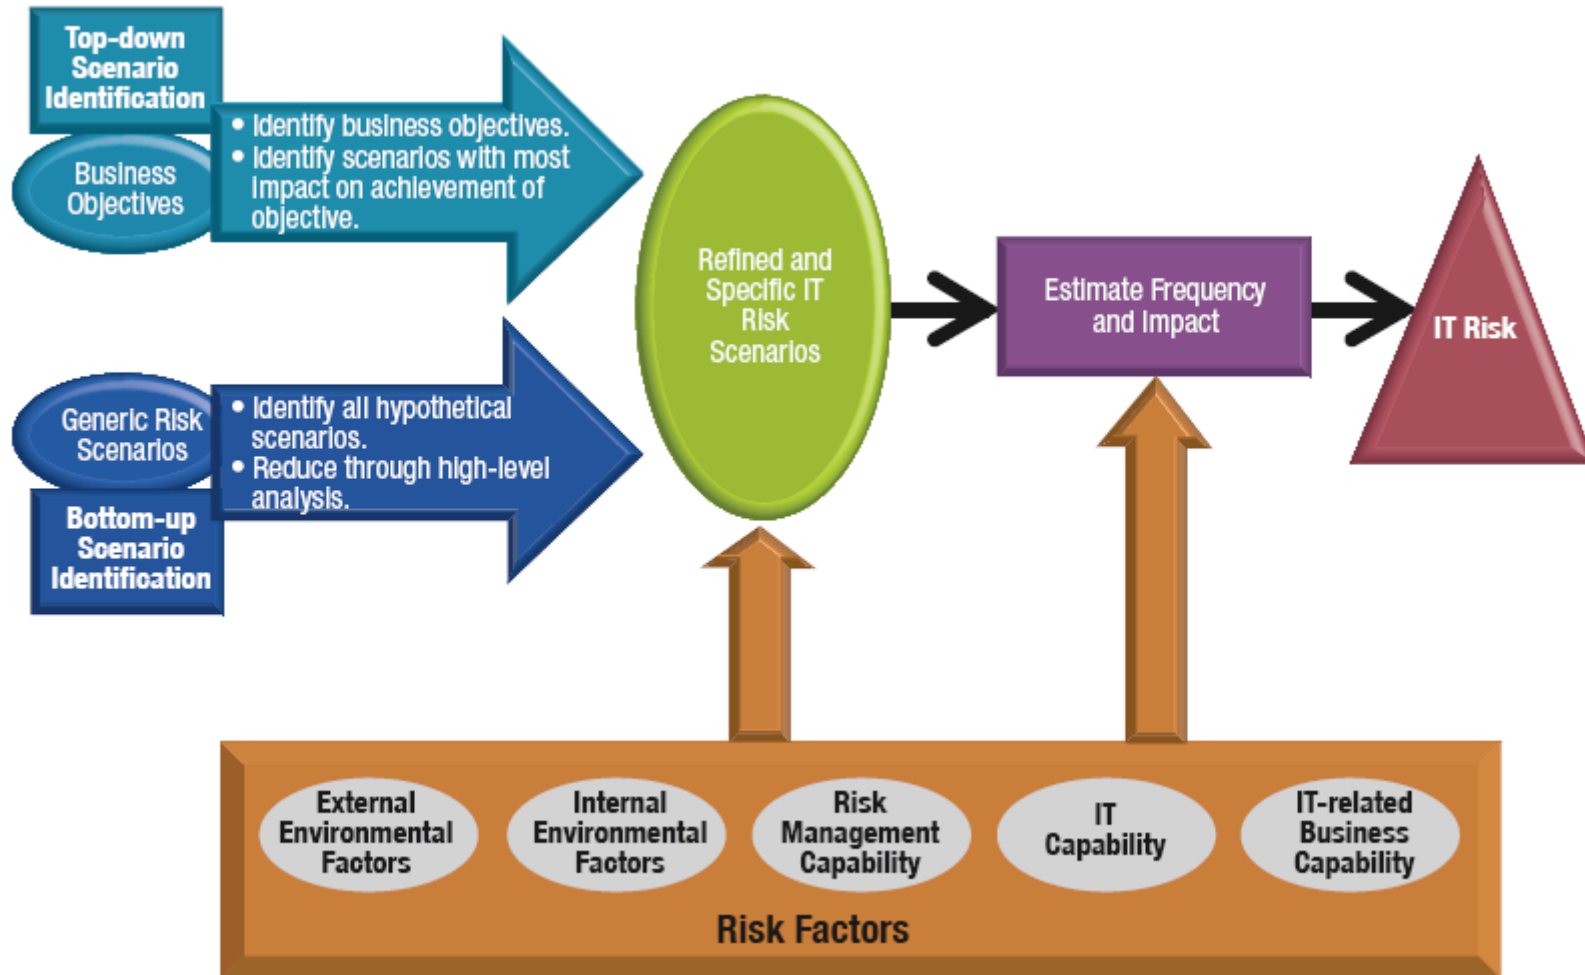 Top-down
Scenario
Identification
Business
Objectives
• Identify business objectives.
• Identify scenarios with most
impact on achievement of
objective.
Generic Risk
Scenarios
Bottom-up
Scenario
Identification
• Identify all hypothetical
scenarios.
• Reduce through high-level
analysis.
Refined and
Specific IT
Risk
Scenarios
Estimate Frequency
and Impact
IT Risk
External
Environmental
Factors
Internal
Environmental
Factors
Risk
Management
Capability
IT
Capability
IT-related
Business
Capability
Risk Factors